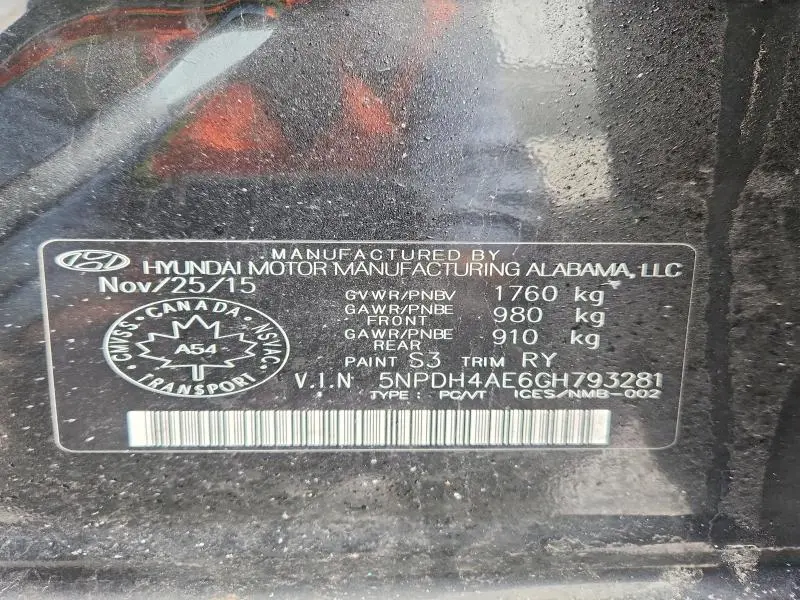 MANUFACTURED BY
HYUNDAI MOTOR MANUFACTURING ALABAMA, LLC
Nov/25/15
GVWR/PNBV 1760 kg
GAWR/PNBE FRONT 980 kg
GAWR/PNBE REAR 910 kg
PAINT S3 TRIM RY
V.I.N 5NPDH4AE6GH793281
TYPE : PC/VT ICES/NMB-002
CMVSS · CANADA · NSVAC
A54
TRANSPORT